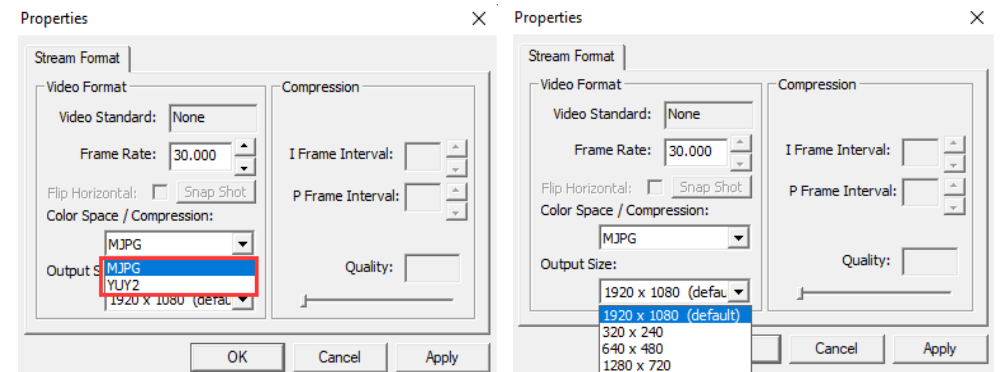 Properties
Stream Format
Video Format
Video Standard: None
Frame Rate: 30.000
Flip Horizontal: Snap Shot
Color Space / Compression:
MJPG
MJPG
YUY2
Output S
1920 x 1080 (defau
Compression
I Frame Interval:
P Frame Interval:
Quality:
OK Cancel Apply
Properties
Stream Format
Video Format
Video Standard: None
Frame Rate: 30.000
Flip Horizontal: Snap Shot
Color Space / Compression:
MJPG
Output Size:
1920 x 1080 (defau
1920 x 1080 (default)
320 x 240
640 x 480
1280 x 720
Compression
I Frame Interval:
P Frame Interval:
Quality:
Cancel Apply